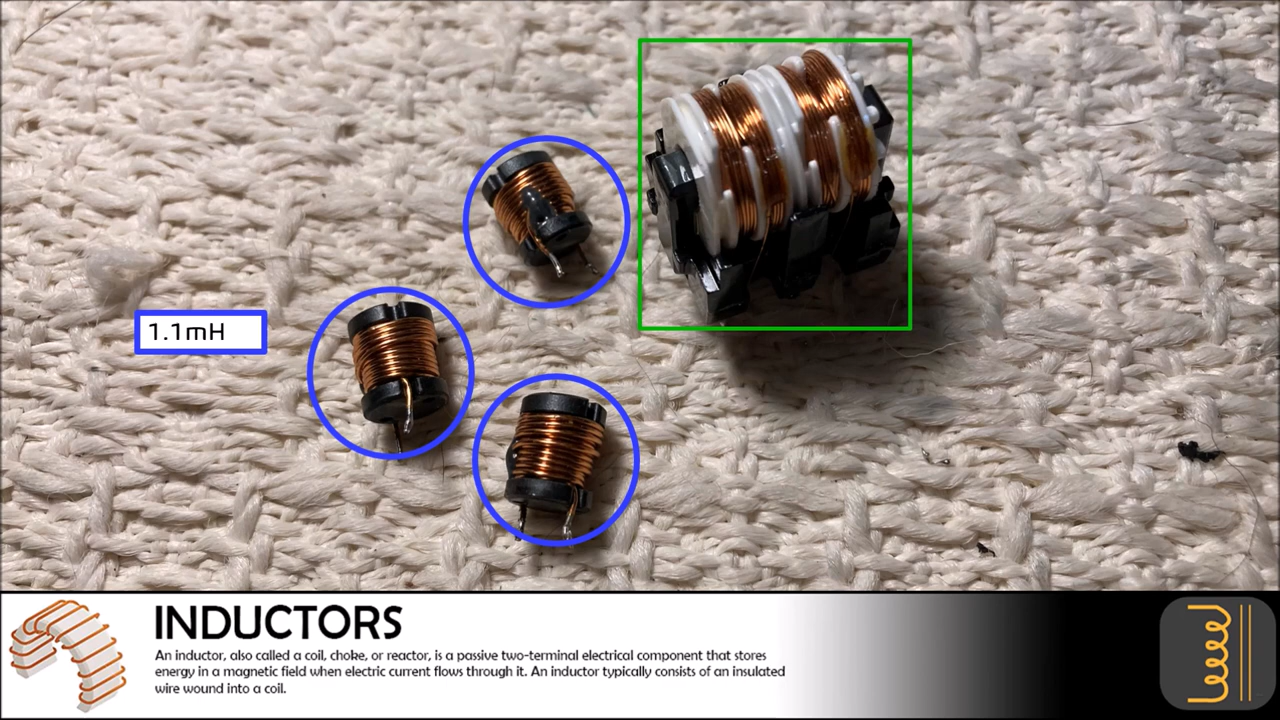 1.1mH
INDUCTORS
An inductor, also called a coil, choke, or reactor, is a passive two-terminal electrical component that stores
energy in a magnetic field when electric current flows through it. An inductor typically consists of an insulated
wire wound into a coil.